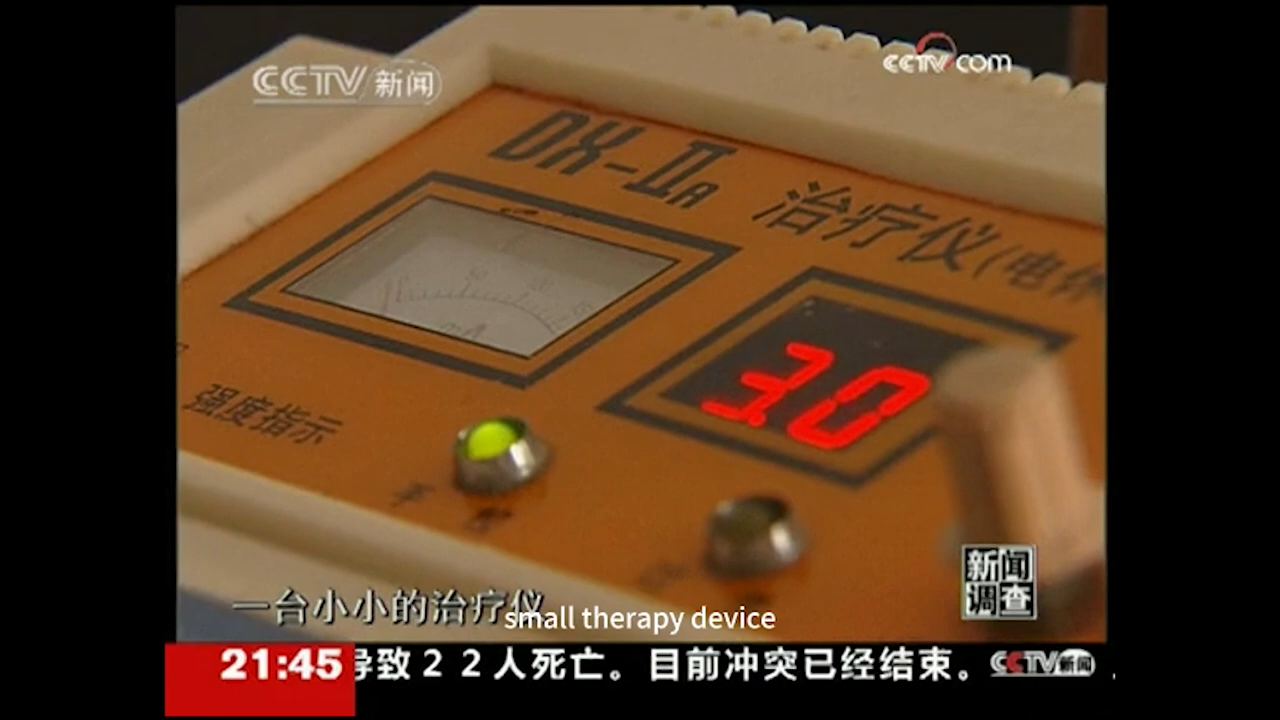 CCTV新闻
CCTV.com
DX-ⅡA 治疗仪(电针
30
强度指示
手
新闻
调查
一台小小的治疗仪
small therapy device
21:45
导致22人死亡。目前冲突已经结束。 CCTV新闻